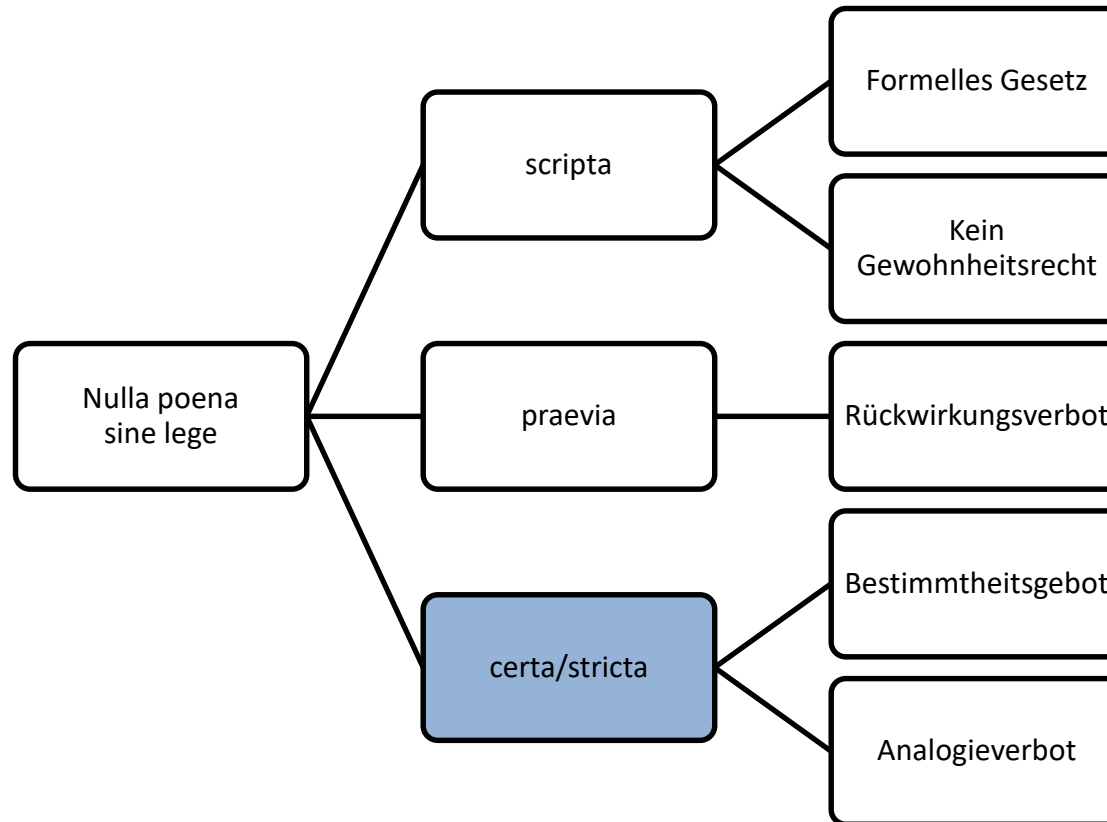 Nulla poena
sine lege
scripta
Formelles Gesetz
Kein
Gewohnheitsrecht
praevia
Rückwirkungsverbot
certa/stricta
Bestimmtheitsgebot
Analogieverbot